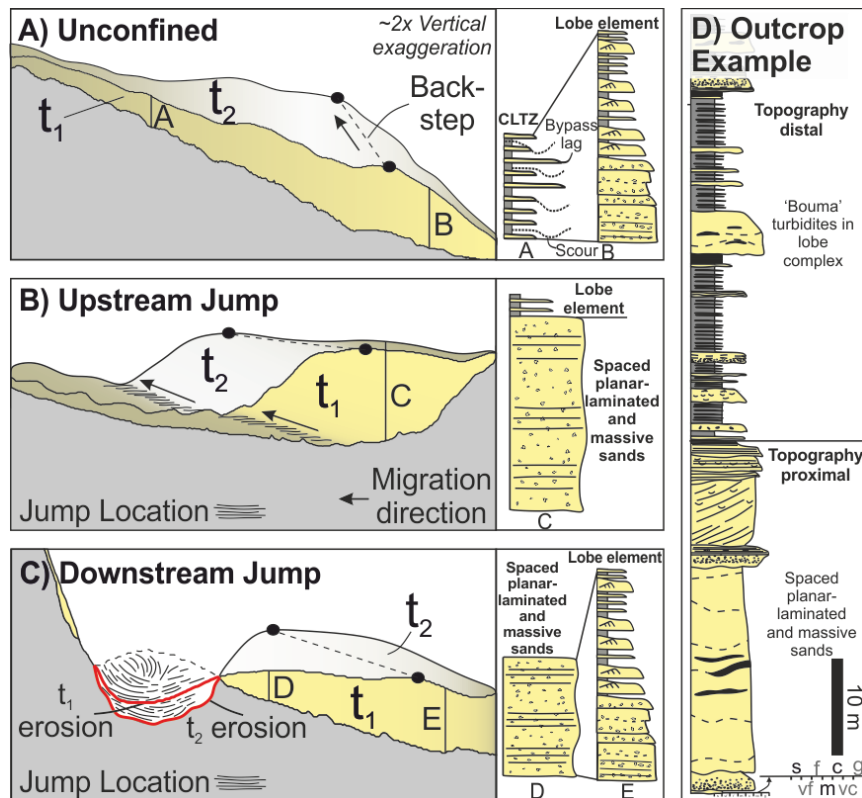 A) Unconfined
~2x Vertical
exaggeration
t1
t2
A
B
Back-
step
Lobe element
CLTZ
Bypass
lag
Scour
A
B
B) Upstream Jump
t2
t1
C
Migration
direction
Jump Location
Lobe
element
Spaced
planar-
laminated
and
massive
sands
C
C) Downstream Jump
t2
D
t1
E
t1
erosion
t2 erosion
Jump Location
Spaced
planar-
laminated
and
massive
sands
Lobe element
D
E
D) Outcrop
Example
Topography
distal
'Bouma'
turbidites in
lobe
complex
Topography
proximal
Spaced
planar-
laminated
and massive
sands
10 m
s f c g
vf m vc